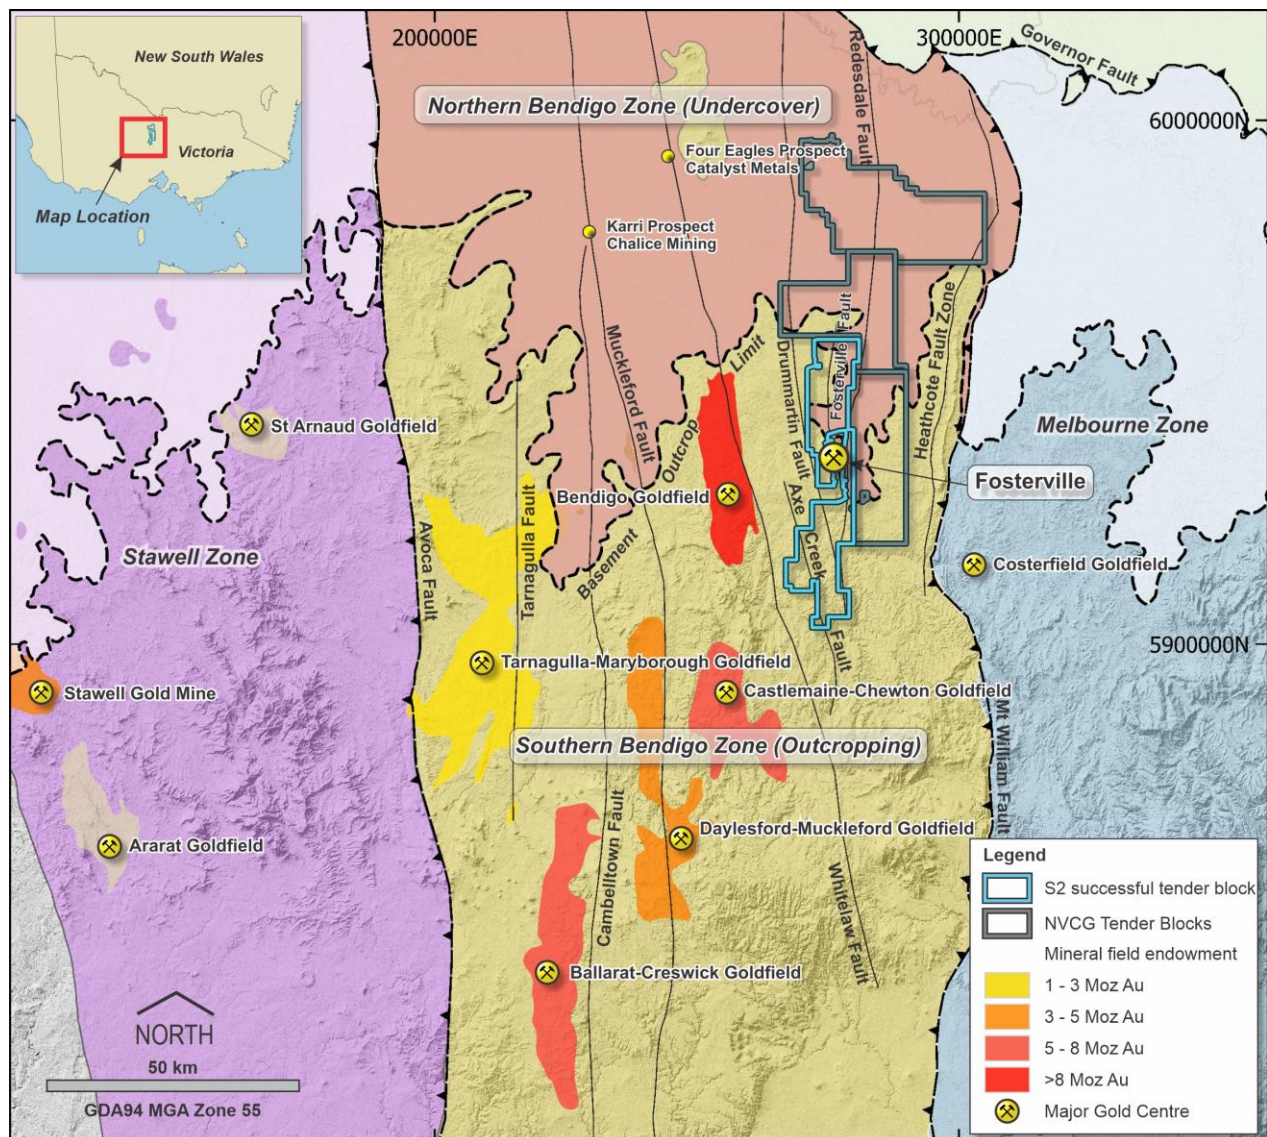 New South Wales
Victoria
Map Location
200000E
300000E
Redesdale Fault
Governor Fault
Northern Bendigo Zone (Undercover)
6000000N
Four Eagles Prospect
Catalyst Metals
Karri Prospect
Chalice Mining
Muckleford Fault
Limit
Outcrop
Basement
Drummartin Fault
Fosterville Fault
Heathcote Fault Zone
Melbourne Zone
St Arnaud Goldfield
Fosterville
Bendigo Goldfield
Axe
Creek
Fault
Stawell Zone
Avoca Fault
Tarnagulla Fault
Costerfield Goldfield
5900000N
Tarnagulla-Maryborough Goldfield
Stawell Gold Mine
Castlemaine-Chewton Goldfield
Mt William Fault
Southern Bendigo Zone (Outcropping)
Cambelltown Fault
Daylesford-Muckleford Goldfield
Ararat Goldfield
Whitelaw Fault
Ballarat-Creswick Goldfield
NORTH
50 km
GDA94 MGA Zone 55
Legend
S2 successful tender block
NVCG Tender Blocks
Mineral field endowment
1 - 3 Moz Au
3 - 5 Moz Au
5 - 8 Moz Au
>8 Moz Au
Major Gold Centre